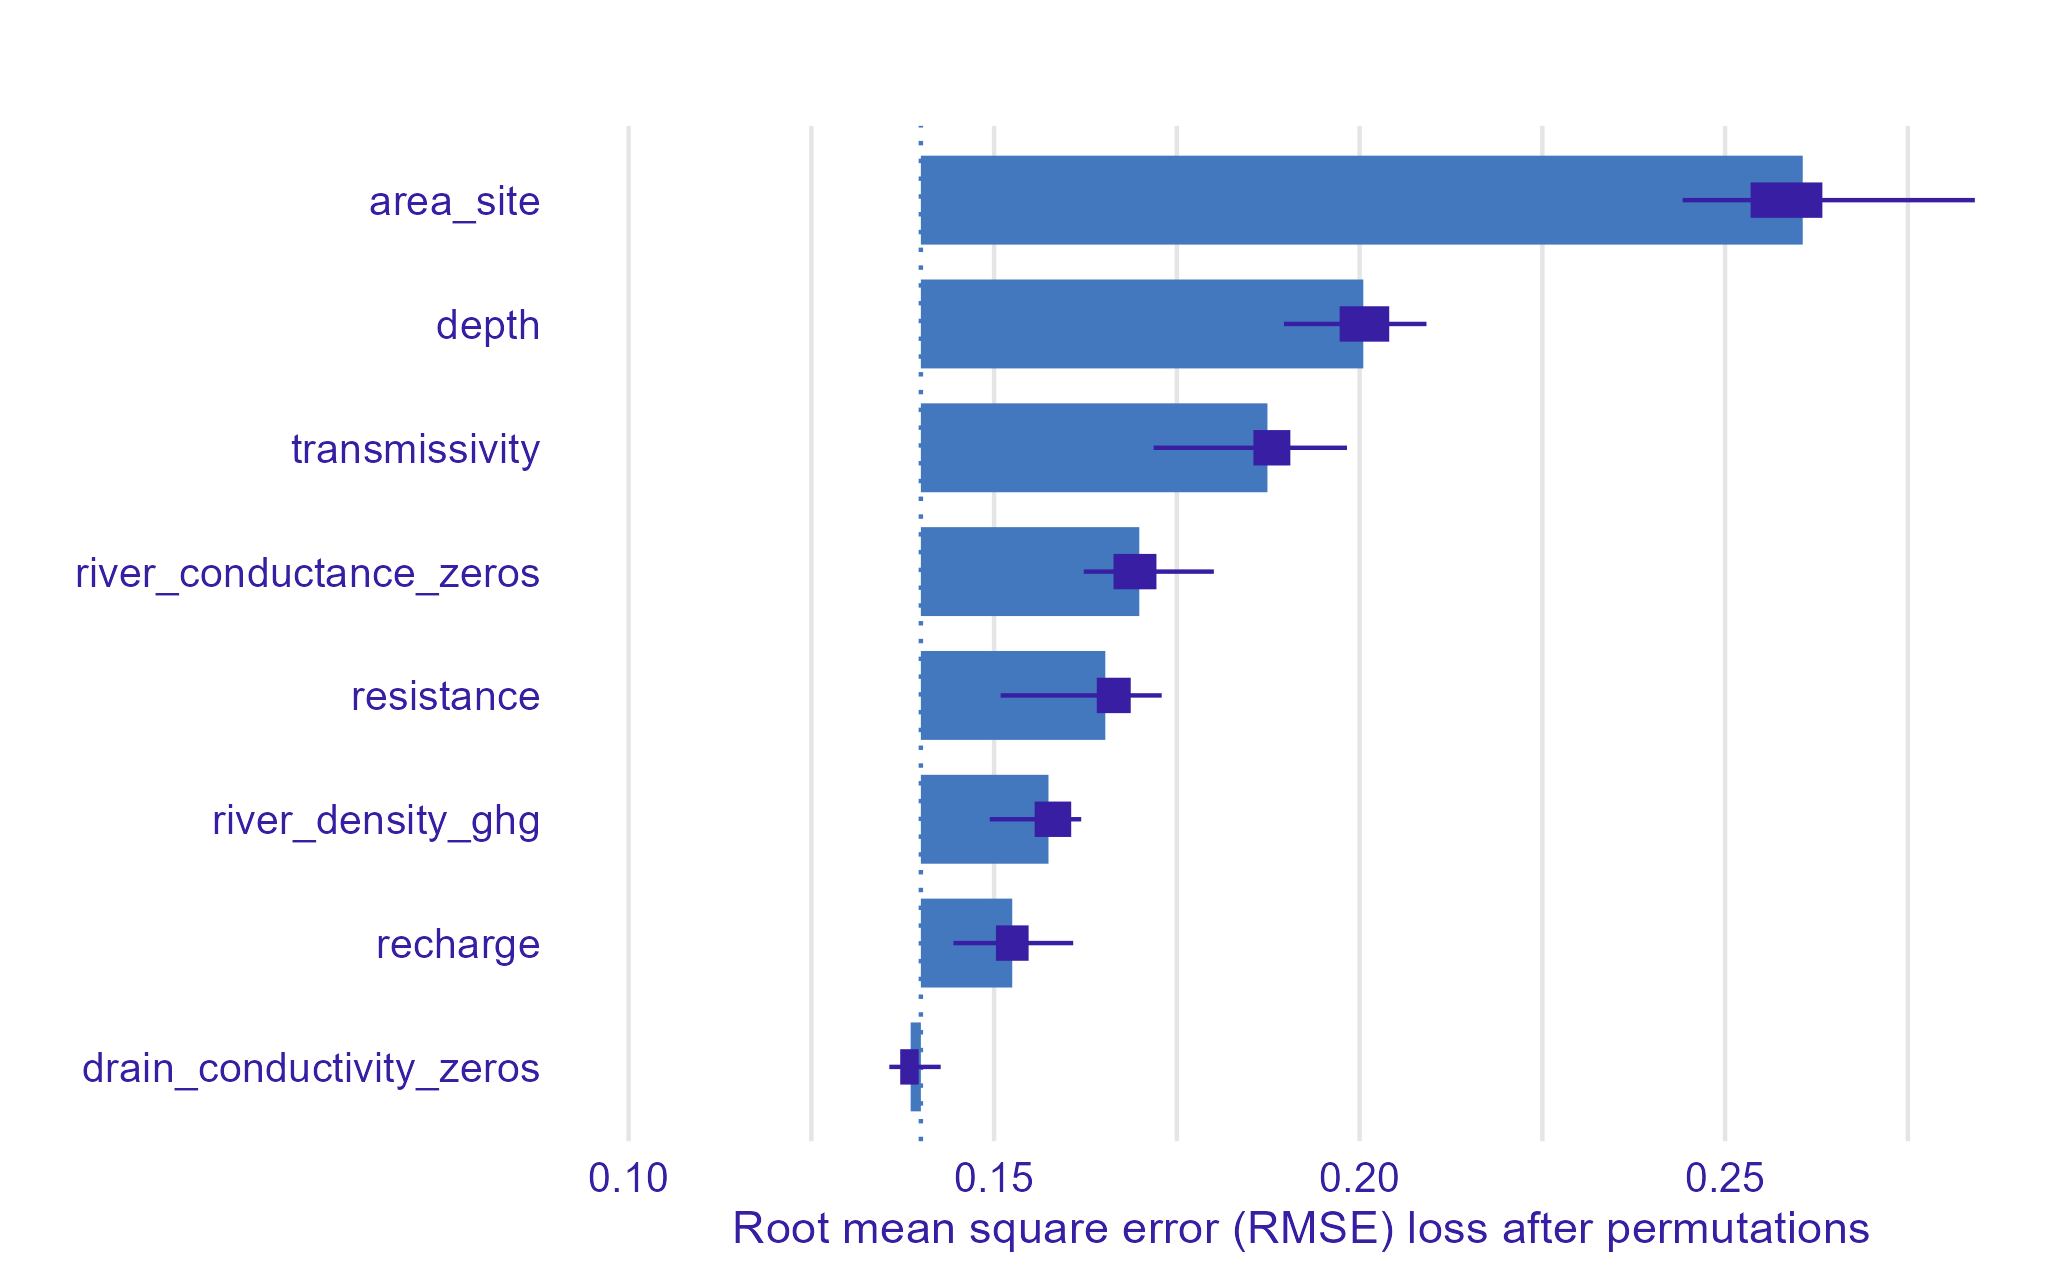 area_site
depth
transmissivity
river_conductance_zeros
resistance
river_density_ghg
recharge
drain_conductivity_zeros
0.10 0.15 0.20 0.25
Root mean square error (RMSE) loss after permutations